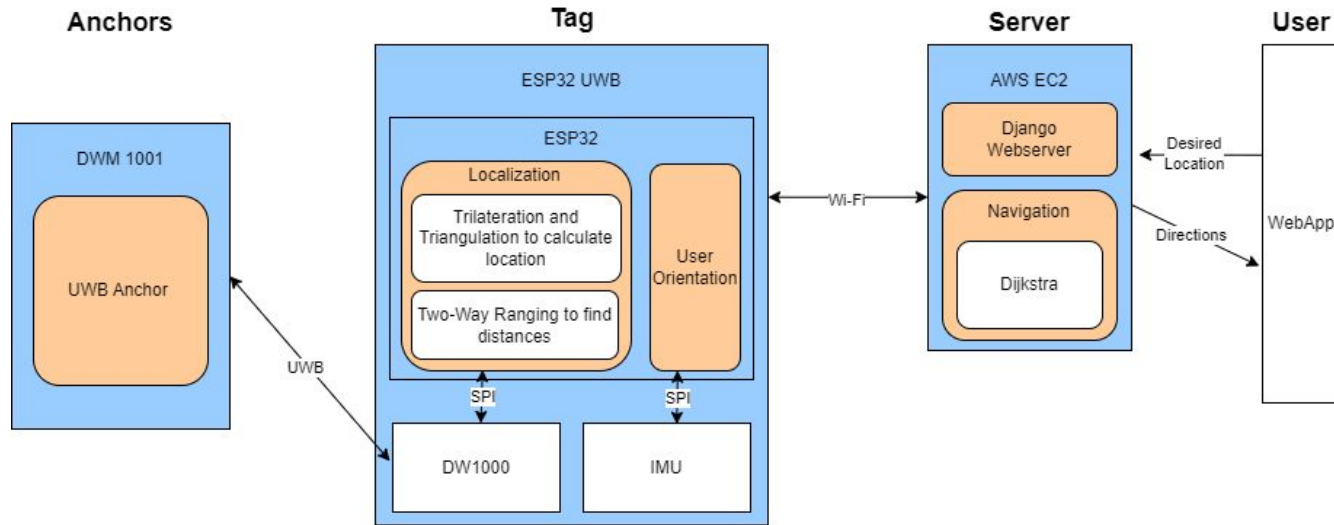 Anchors
Tag
Server
User
DWM 1001
UWB Anchor
UWB
ESP32 UWB
ESP32
Localization
Trilateration and
Triangulation to calculate
location
Two-Way Ranging to find
distances
User
Orientation
SPI
SPI
DW1000
IMU
Wi-Fi
AWS EC2
Django
Webserver
Navigation
Dijkstra
Desired
Location
Directions
WebApp